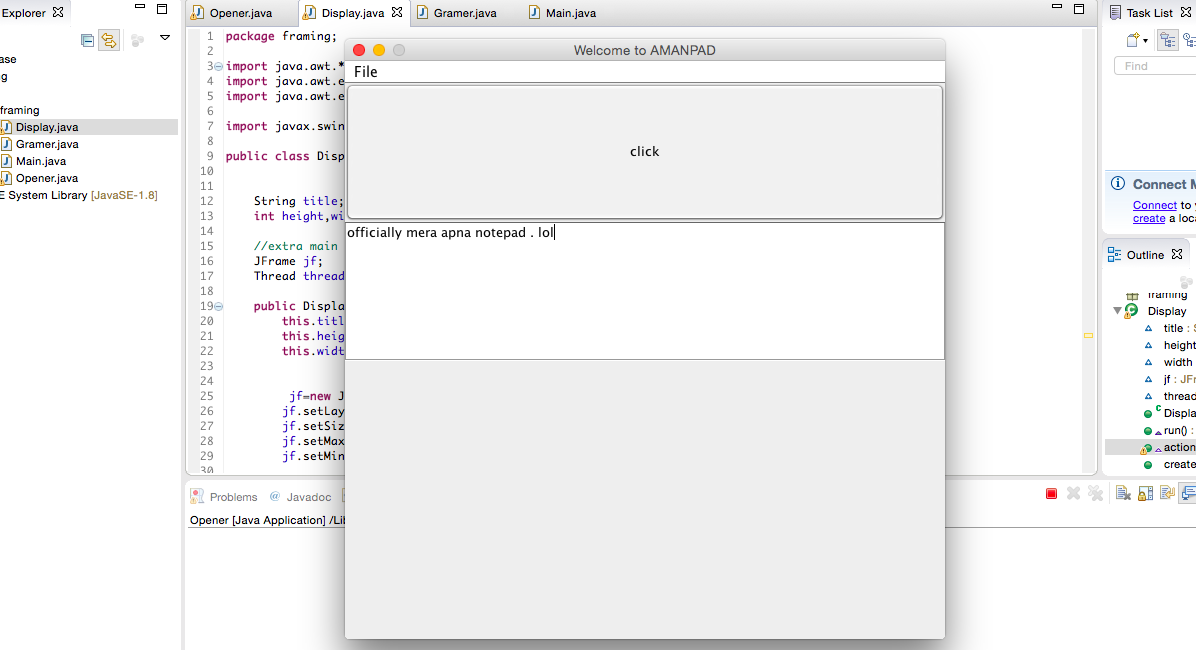 Explorer
ase
g
framing
Display.java
Gramer.java
Main.java
Opener.java
E System Library [JavaSE-1.8]
Opener.java
Display.java
Gramer.java
Main.java
1 package framing;
2
3 import java.awt.*
4 import java.awt.e
5 import java.awt.e
6
7 import javax.swin
8
9 public class Disp
10
11
12 String title;
13 int height,wi
14
15 //extra main
16 JFrame jf;
17 Thread thread
18
19 public Displa
20 this.titl
21 this.heig
22 this.widt
23
24
25 jf=new J
26 jf.setLay
27 jf.setSiz
28 jf.setMax
29 jf.setMin
30
Welcome to AMANPAD
File
click
officially mera apna notepad . lol
Problems
@ Javadoc
Opener [Java Application] /Lib
Task List
Find
Connect M
Connect to y
create a loca
Outline
framing
Display
title : S
height
width
jf : JFr
thread
Displa
run() :
action
create